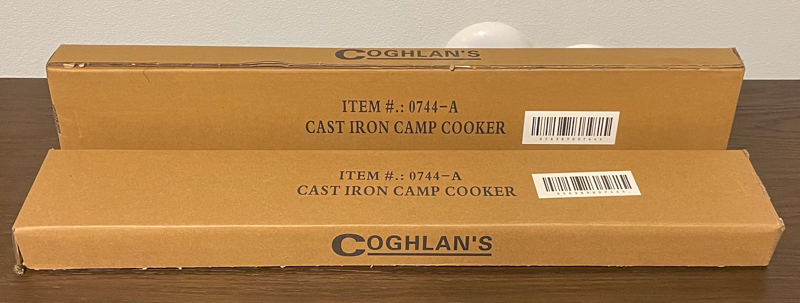 COGHLAN'S
ITEM #.: 0744-A
CAST IRON CAMP COOKER
ITEM #.: 0744-A
CAST IRON CAMP COOKER
COGHLAN'S